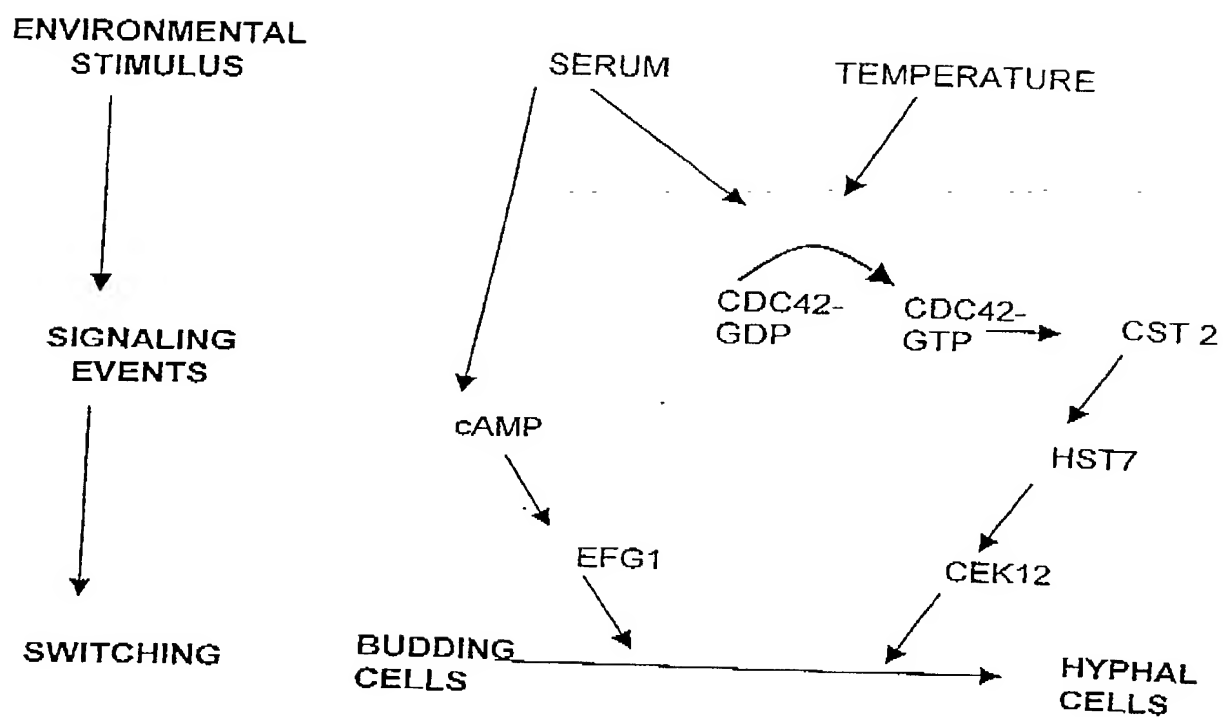 ENVIRONMENTAL
STIMULUS
SERUM
TEMPERATURE
CDC42-
GDP
CDC42-
GTP
CST 2
SIGNALING
EVENTS
cAMP
HST7
EFG1
CEK12
SWITCHING
BUDDING
CELLS
HYPHAL
CELLS